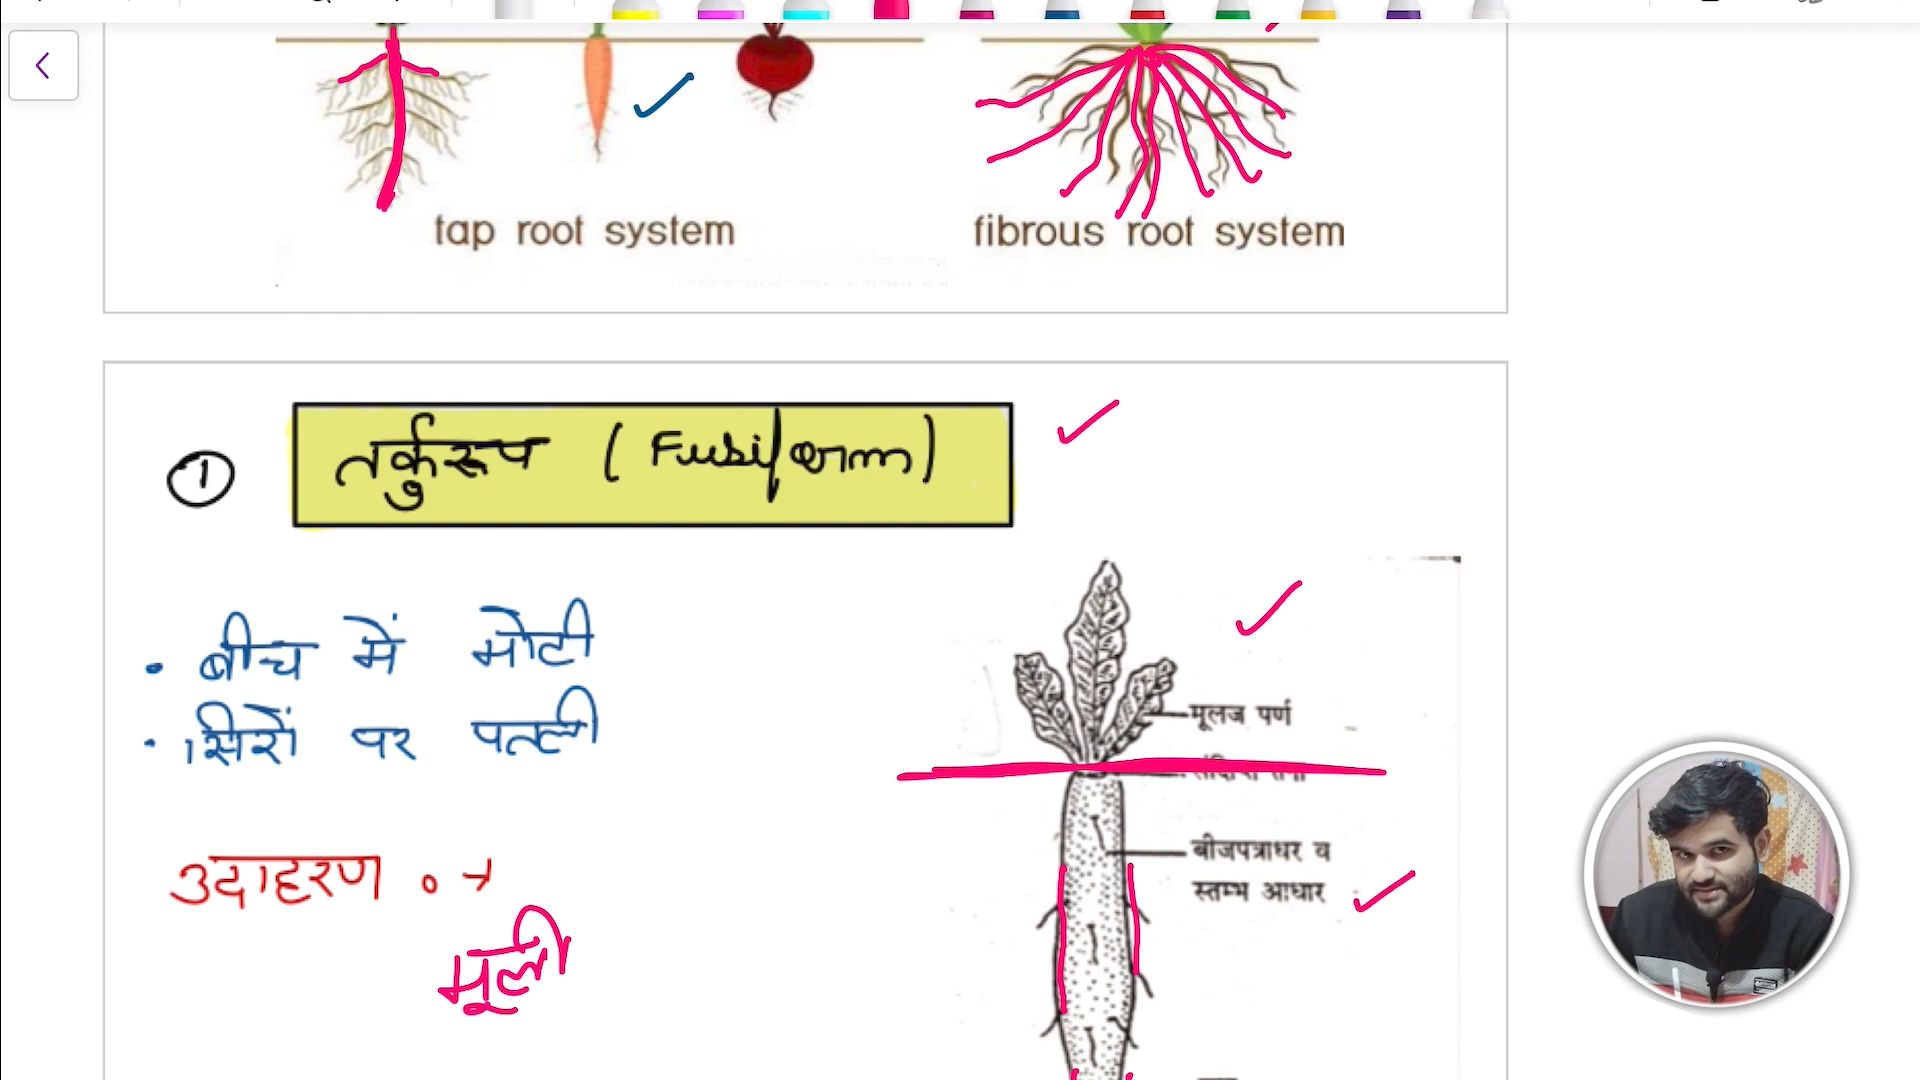 tap root system
fibrous root system
① तर्कुरूप (Fusiform)
• बीच में मोटी
• सिरों पर पतली
मूलज पर्ण
बीजपत्राधर व
स्तम्भ आधार
उदाहरण :→
मूली